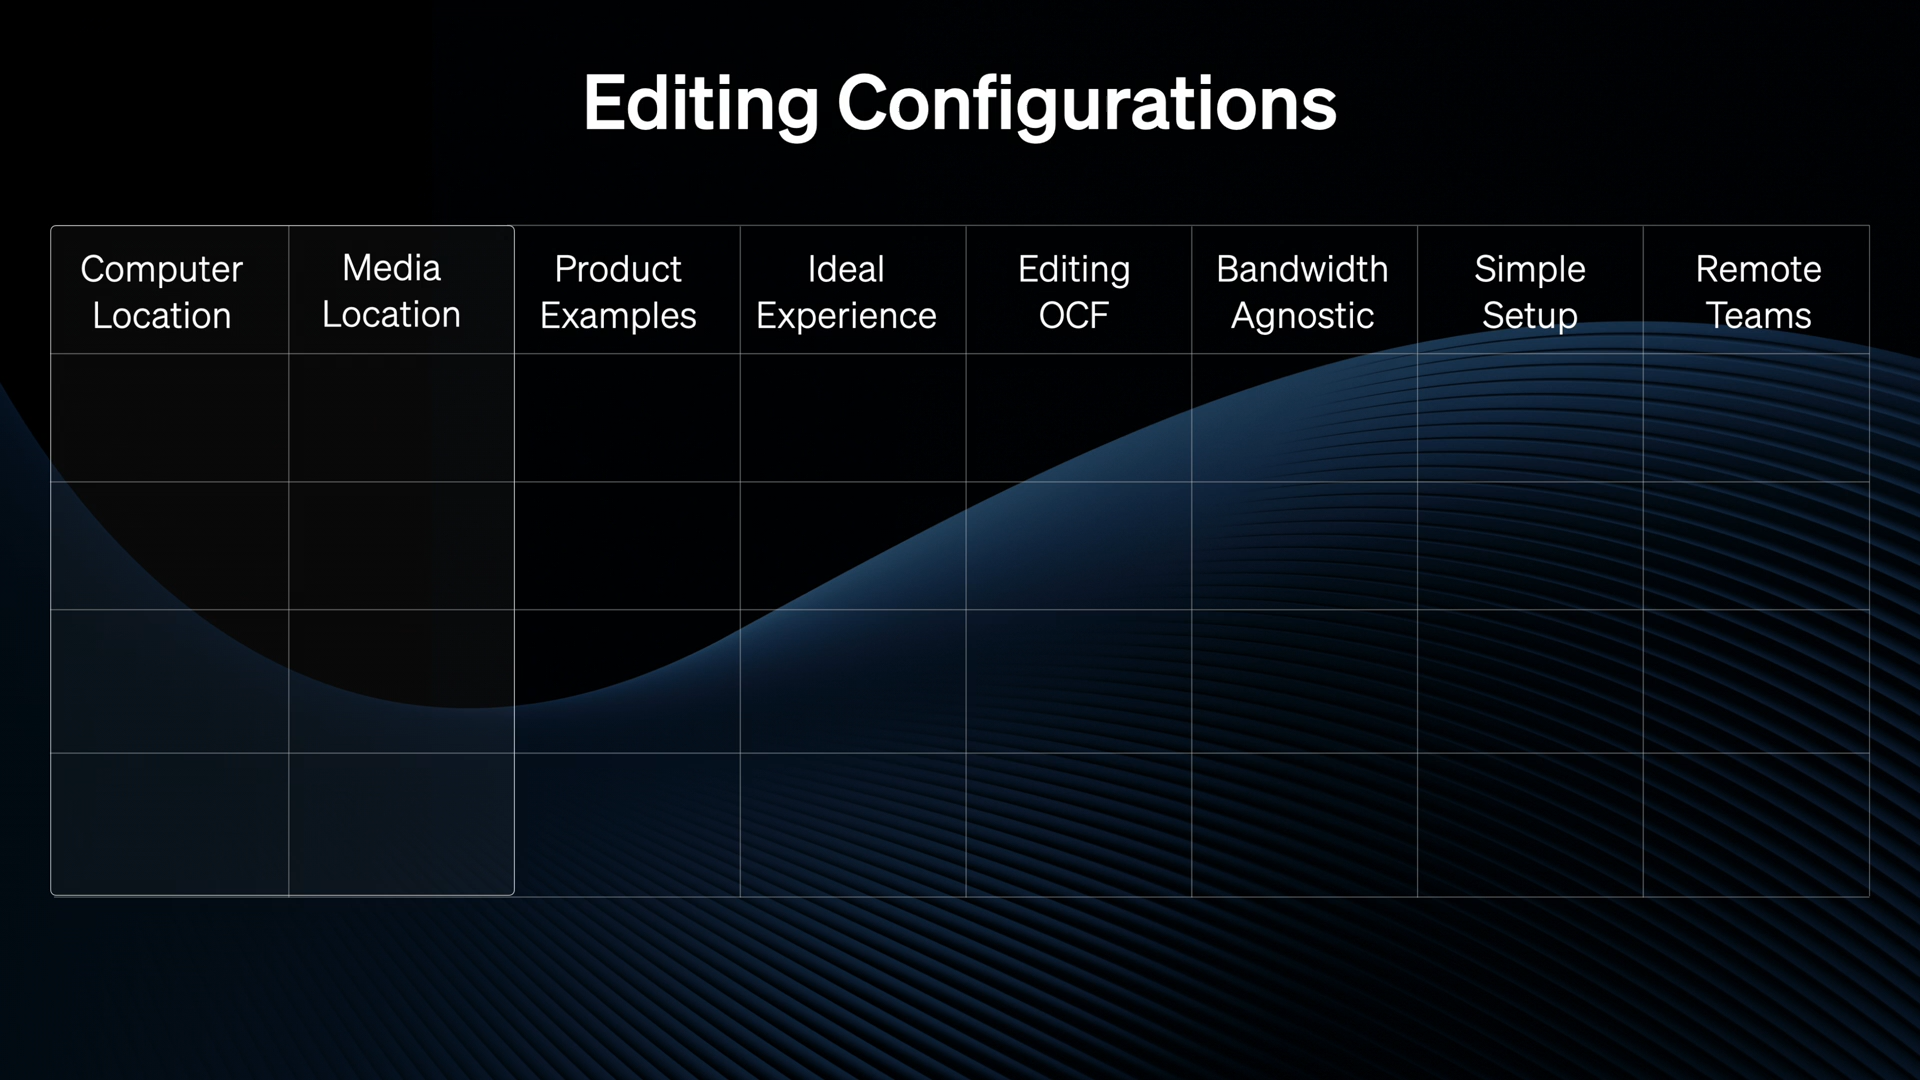 Editing Configurations
Computer
Location
Media
Location
Product
Examples
Ideal
Experience
Editing
OCF
Bandwidth
Agnostic
Simple
Setup
Remote
Teams